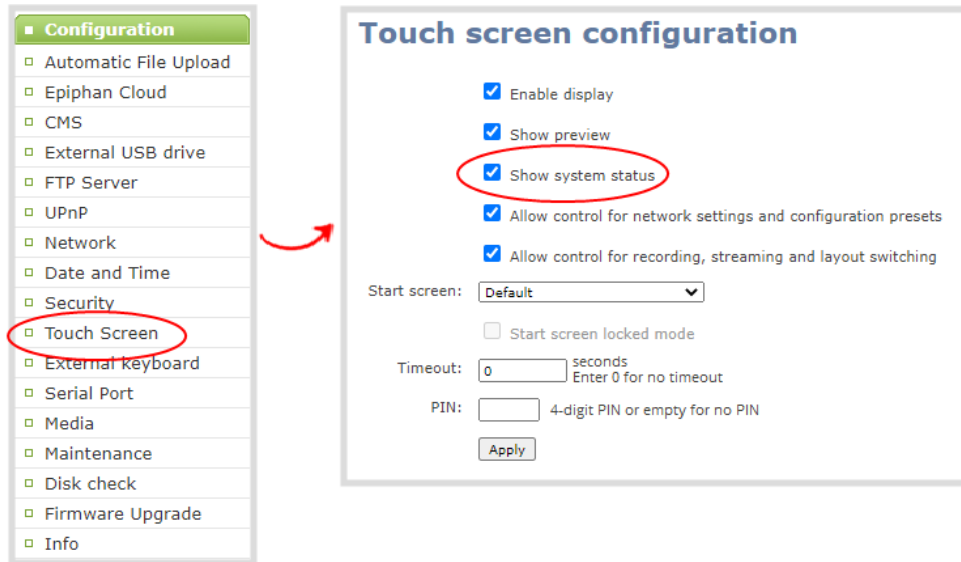 Configuration
Automatic File Upload
Epiphan Cloud
CMS
External USB drive
FTP Server
UPnP
Network
Date and Time
Security
Touch Screen
External keyboard
Serial Port
Media
Maintenance
Disk check
Firmware Upgrade
Info
Touch screen configuration
Enable display
Show preview
Show system status
Allow control for network settings and configuration presets
Allow control for recording, streaming and layout switching
Start screen: Default
Start screen locked mode
Timeout: 0 seconds
Enter 0 for no timeout
PIN: 4-digit PIN or empty for no PIN
Apply